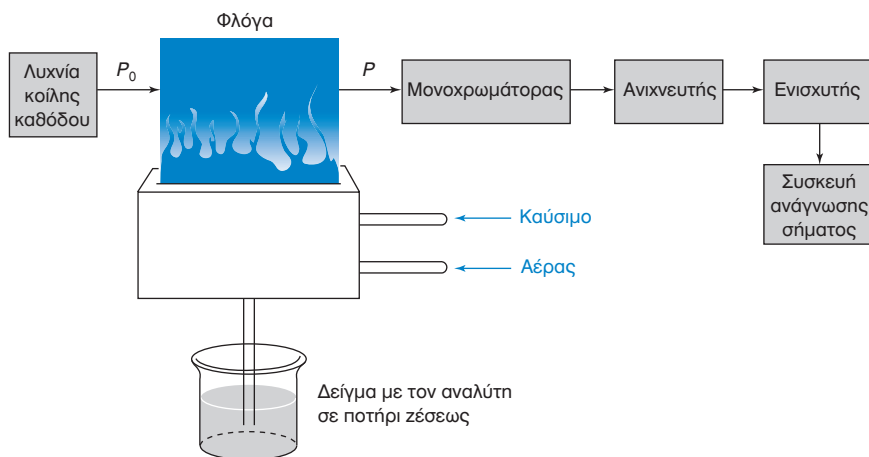 Φλόγα
Λυχνία
κοίλης
καθόδου
P0
P
Μονοχρωμάτορας
Ανιχνευτής
Ενισχυτής
Συσκευή
ανάγνωσης
σήματος
Καύσιμο
Αέρας
Δείγμα με τον αναλύτη
σε ποτήρι ζέσεως